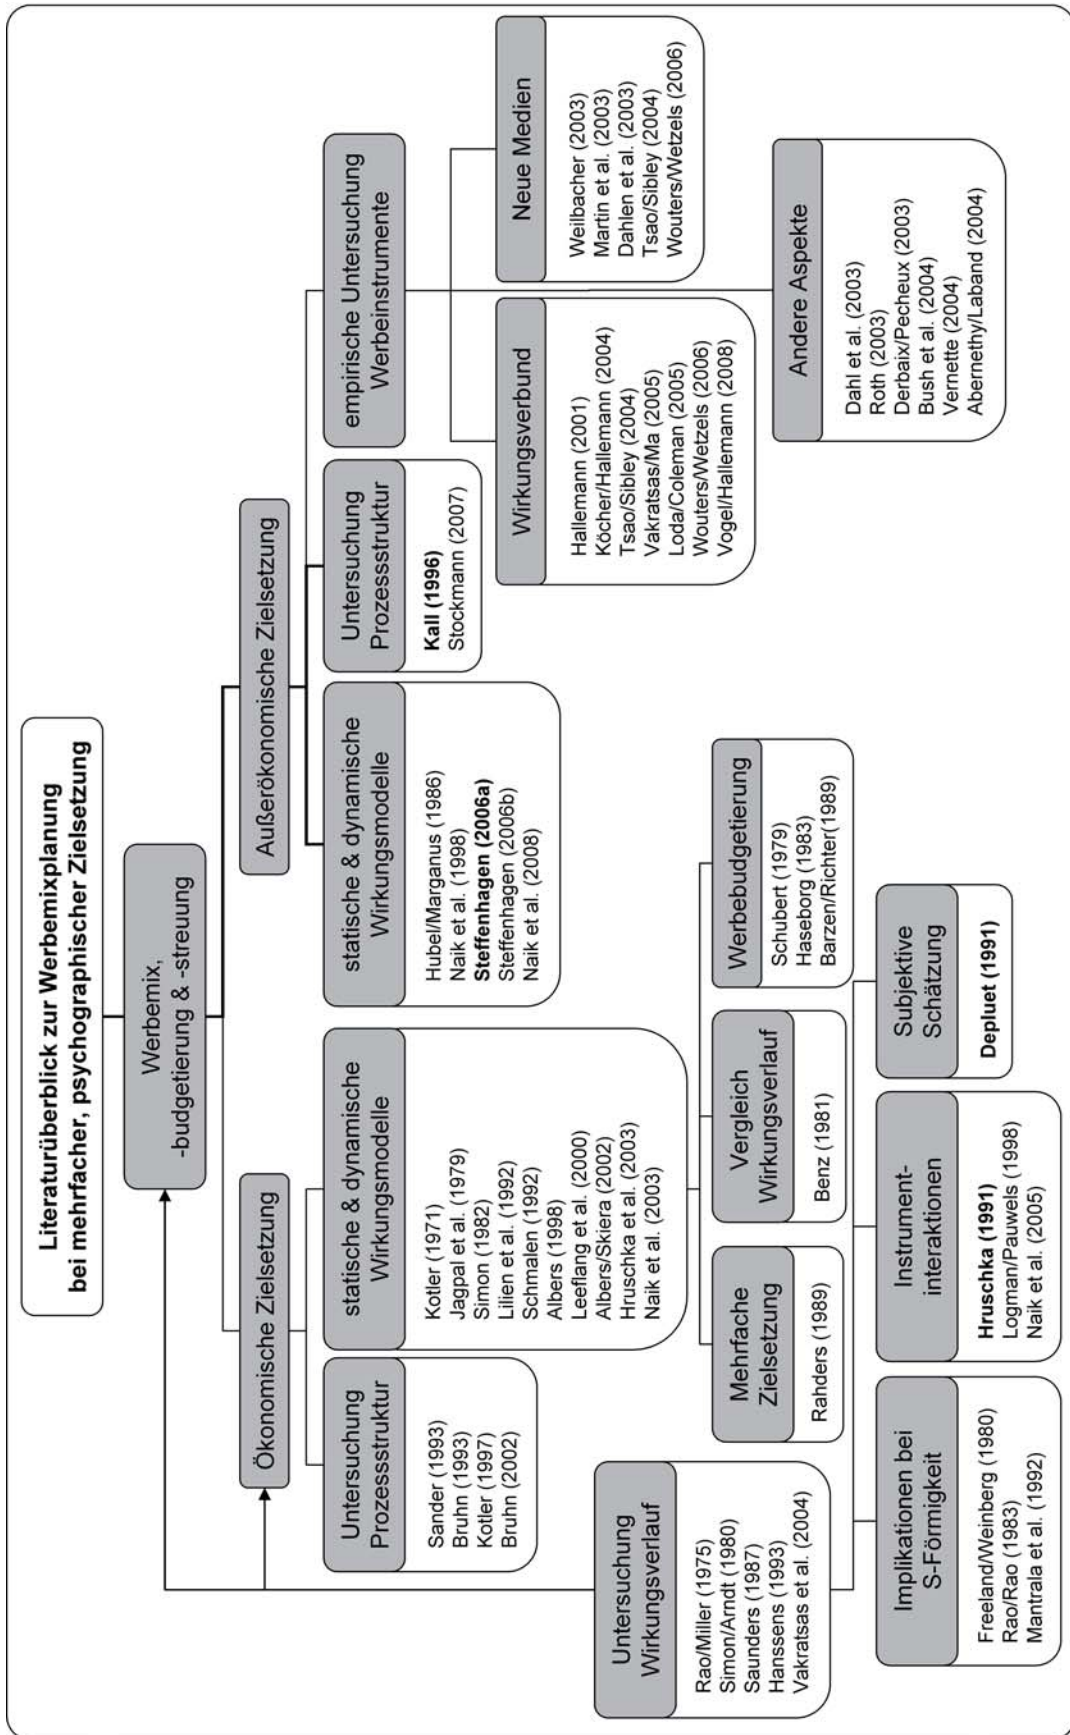 Literaturüberblick zur Werbemixplanung
bei mehrfacher, psychographischer Zielsetzung
Werbemix,
-budgetierung & -streuung
Ökonomische Zielsetzung
Außerökonomische Zielsetzung
Untersuchung
Prozessstruktur
Sander (1993)
Bruhn (1993)
Kotler (1997)
Bruhn (2002)
statische & dynamische
Wirkungsmodelle
Kotler (1971)
Jagpal et al. (1979)
Simon (1982)
Lilien et al. (1992)
Schmalen (1992)
Albers (1998)
Leeflang et al. (2000)
Albers/Skiera (2002)
Hruschka et al. (2003)
Naik et al. (2003)
statische & dynamische
Wirkungsmodelle
Hubel/Marganus (1986)
Naik et al. (1998)
Steffenhagen (2006a)
Steffenhagen (2006b)
Naik et al. (2008)
Untersuchung
Prozessstruktur
Kall (1996)
Stockmann (2007)
empirische Untersuchung
Werbeinstrumente
Wirkungsverbund
Hallemann (2001)
Köcher/Hallemann (2004)
Tsao/Sibley (2004)
Vakratsas/Ma (2005)
Loda/Coleman (2005)
Wouters/Wetzels (2006)
Vogel/Hallemann (2008)
Neue Medien
Weilbacher (2003)
Martin et al. (2003)
Dahlen et al. (2003)
Tsao/Sibley (2004)
Wouters/Wetzels (2006)
Andere Aspekte
Dahl et al. (2003)
Roth (2003)
Derbaix/Pecheux (2003)
Bush et al. (2004)
Vernette (2004)
Abernethy/Laband (2004)
Untersuchung
Wirkungsverlauf
Rao/Miller (1975)
Simon/Arndt (1980)
Saunders (1987)
Hanssens (1993)
Vakratsas et al. (2004)
Mehrfache
Zielsetzung
Rahders (1989)
Vergleich
Wirkungsverlauf
Benz (1981)
Werbebudgetierung
Schubert (1979)
Haseborg (1983)
Barzen/Richter(1989)
Implikationen bei
S-Förmigkeit
Freeland/Weinberg (1980)
Rao/Rao (1983)
Mantrala et al. (1992)
Instrument-
interaktionen
Hruschka (1991)
Logman/Pauwels (1998)
Naik et al. (2005)
Subjektive
Schätzung
Depluet (1991)